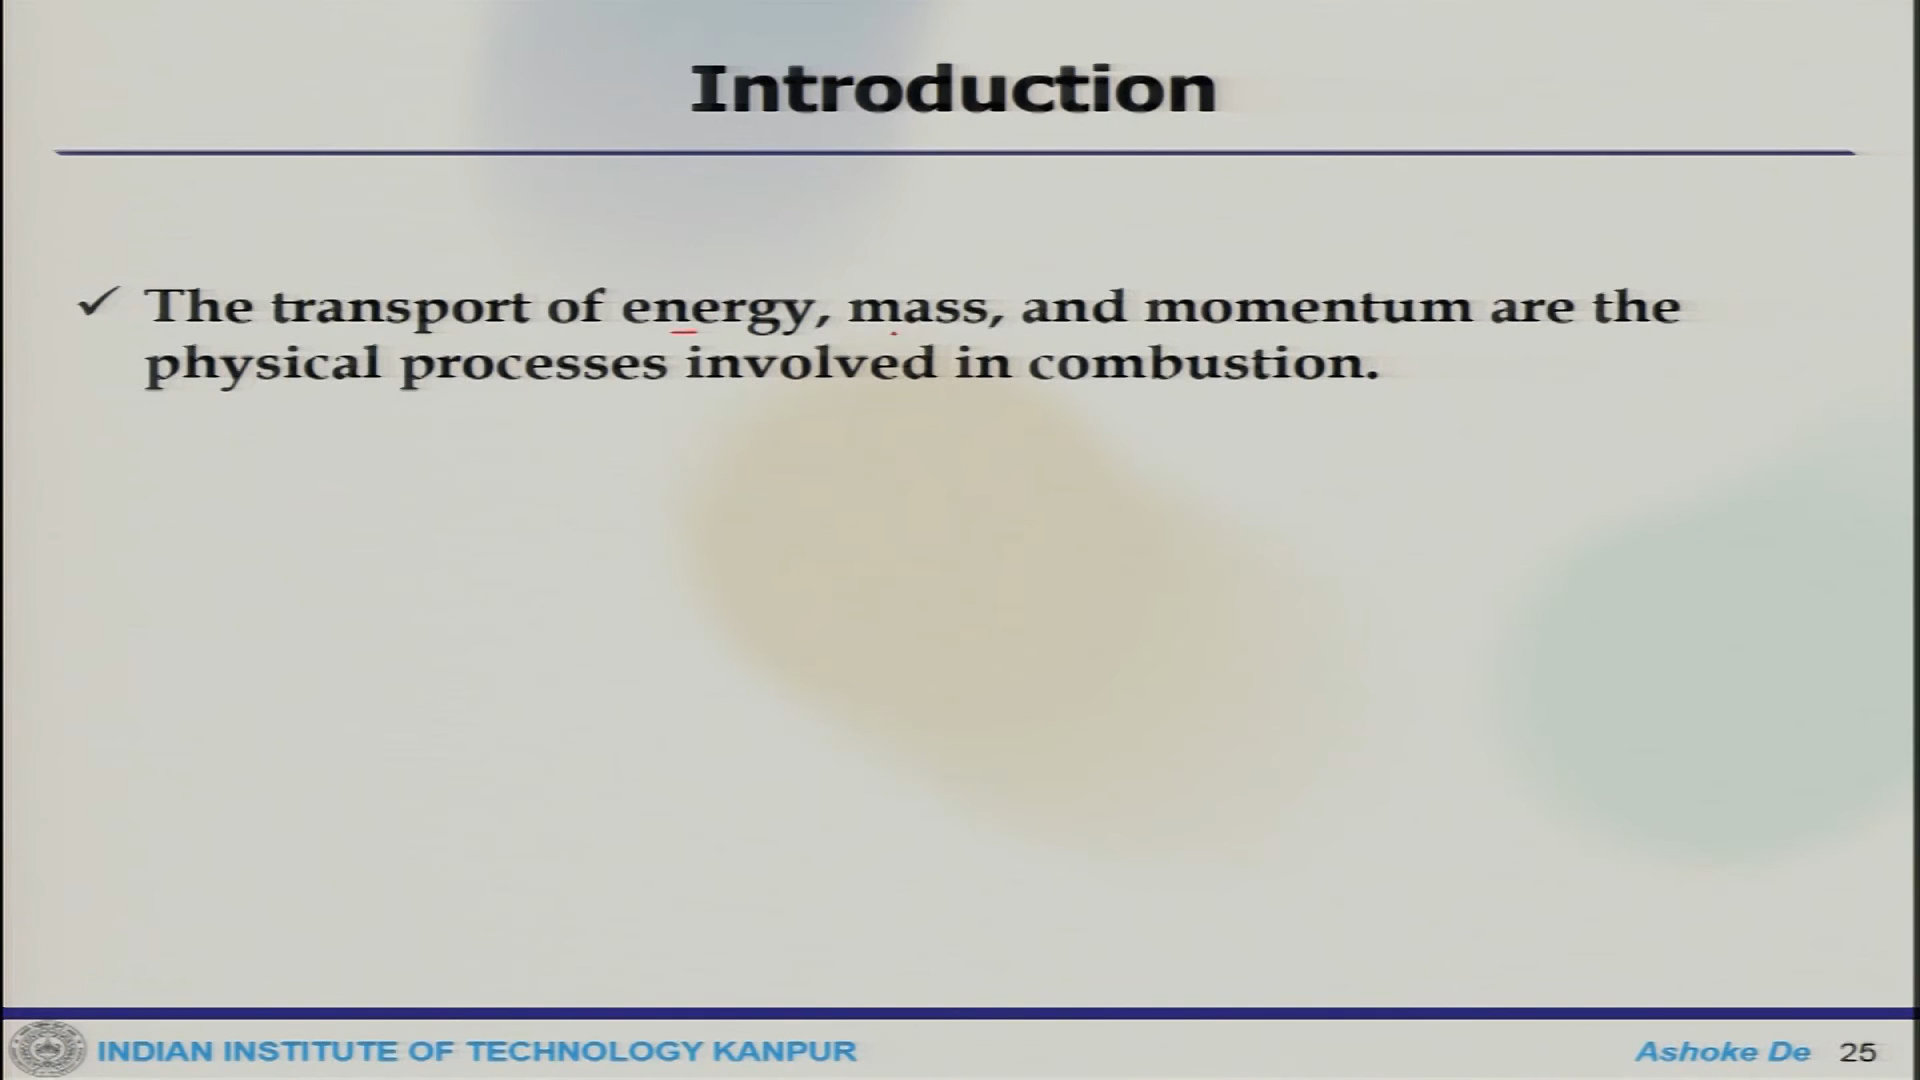 Introduction
✓ The transport of energy, mass, and momentum are the
physical processes involved in combustion.
INDIAN INSTITUTE OF TECHNOLOGY KANPUR
Ashoke De 25